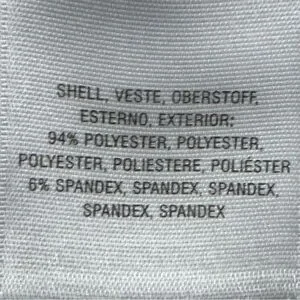 SHELL, VESTE, OBERSTOFF,
ESTERNO, EXTERIOR;
94% POLYESTER, POLYESTER,
POLYESTER, POLIESTERE, POLIÉSTER
6% SPANDEX, SPANDEX, SPANDEX,
SPANDEX, SPANDEX